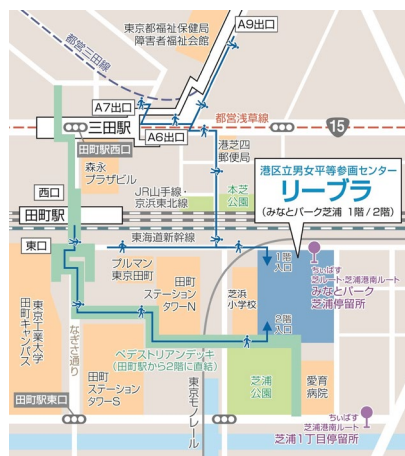 東京都福祉保健局
障害者福祉会館
A9出口
都営三田線
A7出口
三田駅
A6出口
都営浅草線
15
田町駅西口
港芝四
郵便局
森永
プラザビル
港区立男女平等参画センター
リーブラ
(みなとパーク芝浦 1階/2階)
西口
JR山手線・
京浜東北線
本芝
公園
田町駅
東海道新幹線
東口
プルマン
東京田町
1階
入口
ちぃばす
芝ルート・芝浦港南ルート
みなとパーク
芝浦停留所
東京工業大学
田町キャンパス
田町
ステーション
タワーN
芝浜
小学校
2階
入口
なぎさ通り
ペデストリアンデッキ
(田町駅から2階に直結)
田町
ステーション
タワーS
東京モノレール
芝浦
公園
愛育
病院
田町駅東口
ちぃばす
芝浦港南ルート
芝浦1丁目停留所